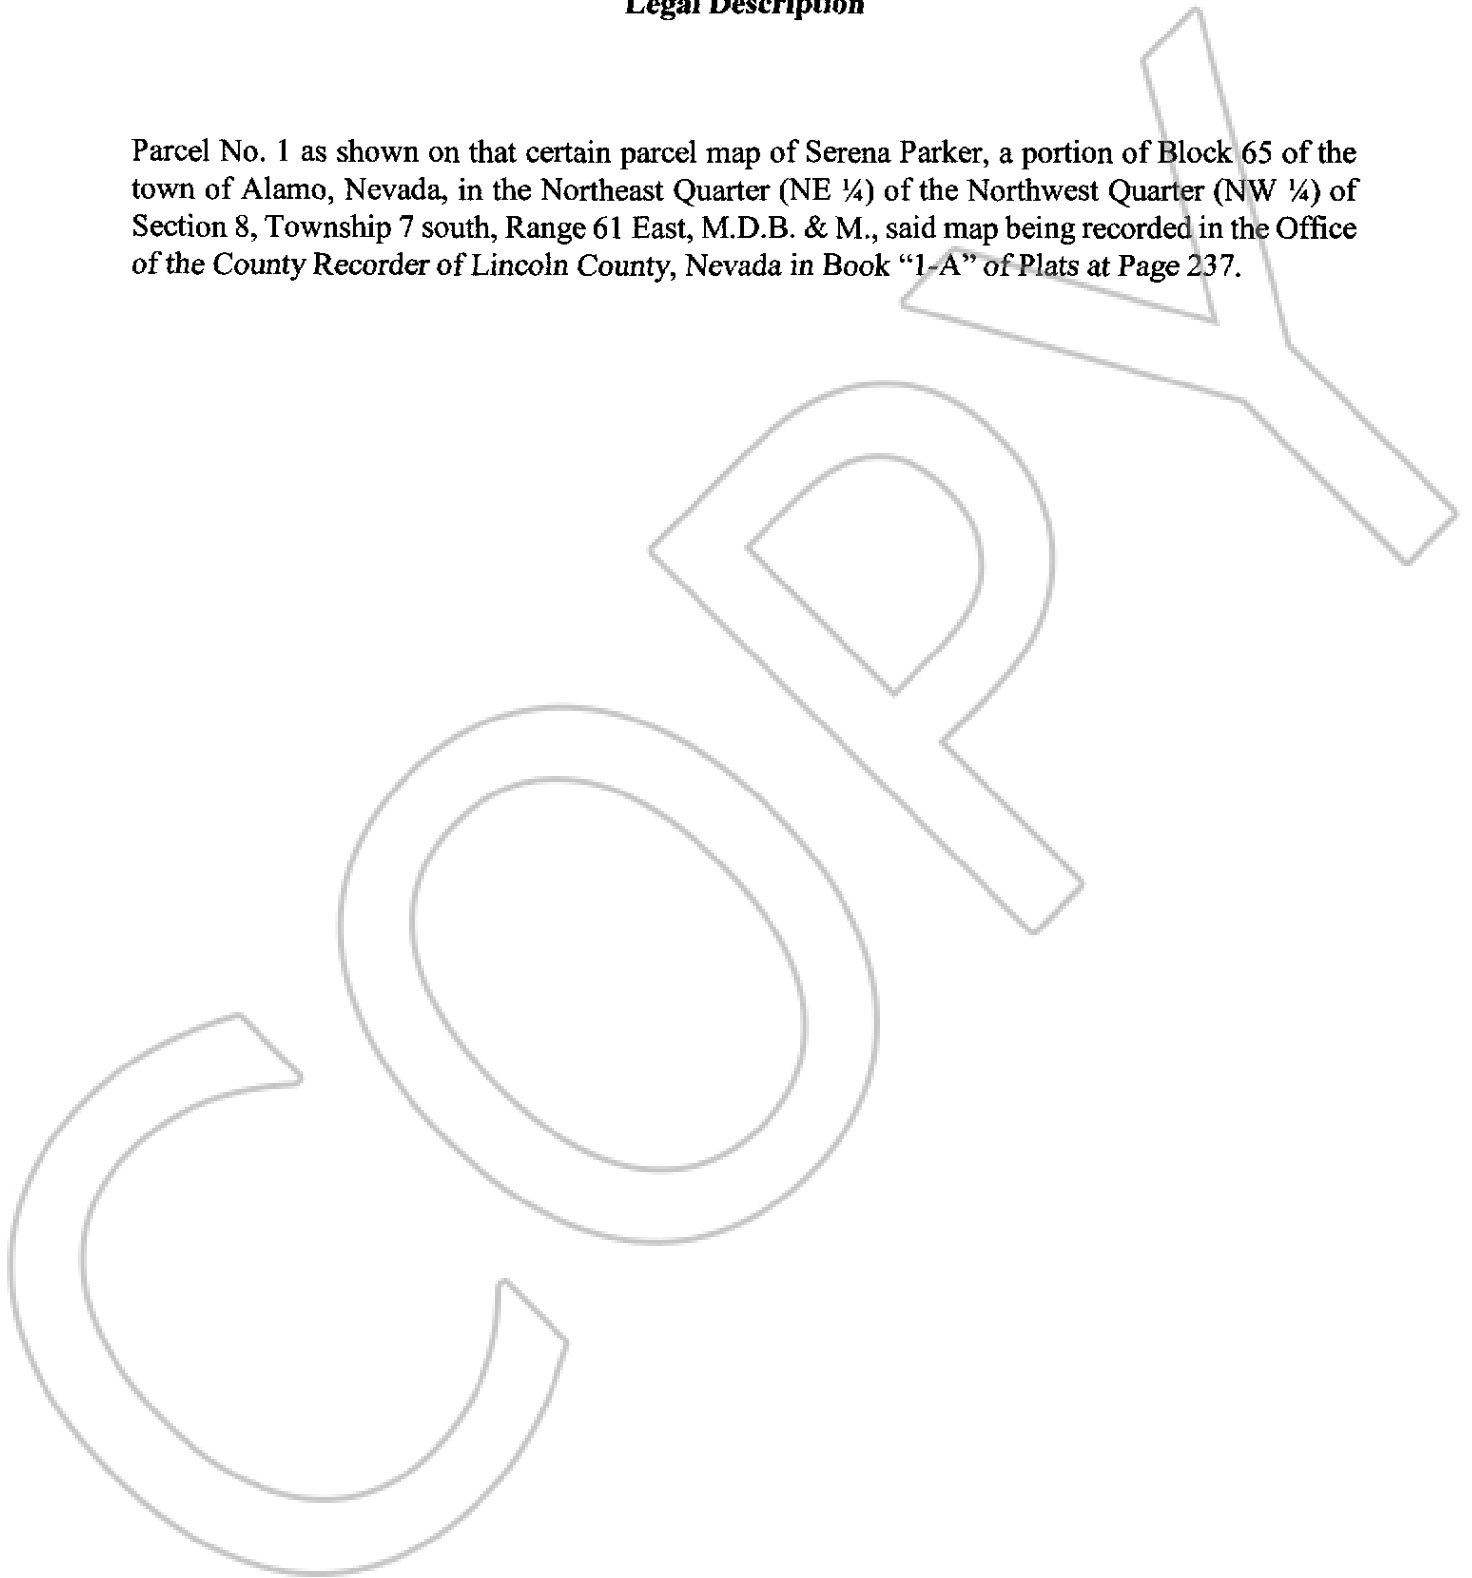 Legal Description
Parcel No. 1 as shown on that certain parcel map of Serena Parker, a portion of Block 65 of the
town of Alamo, Nevada, in the Northeast Quarter (NE ¼) of the Northwest Quarter (NW ¼) of
Section 8, Township 7 south, Range 61 East, M.D.B. & M., said map being recorded in the Office
of the County Recorder of Lincoln County, Nevada in Book “1-A” of Plats at Page 237.
COPY